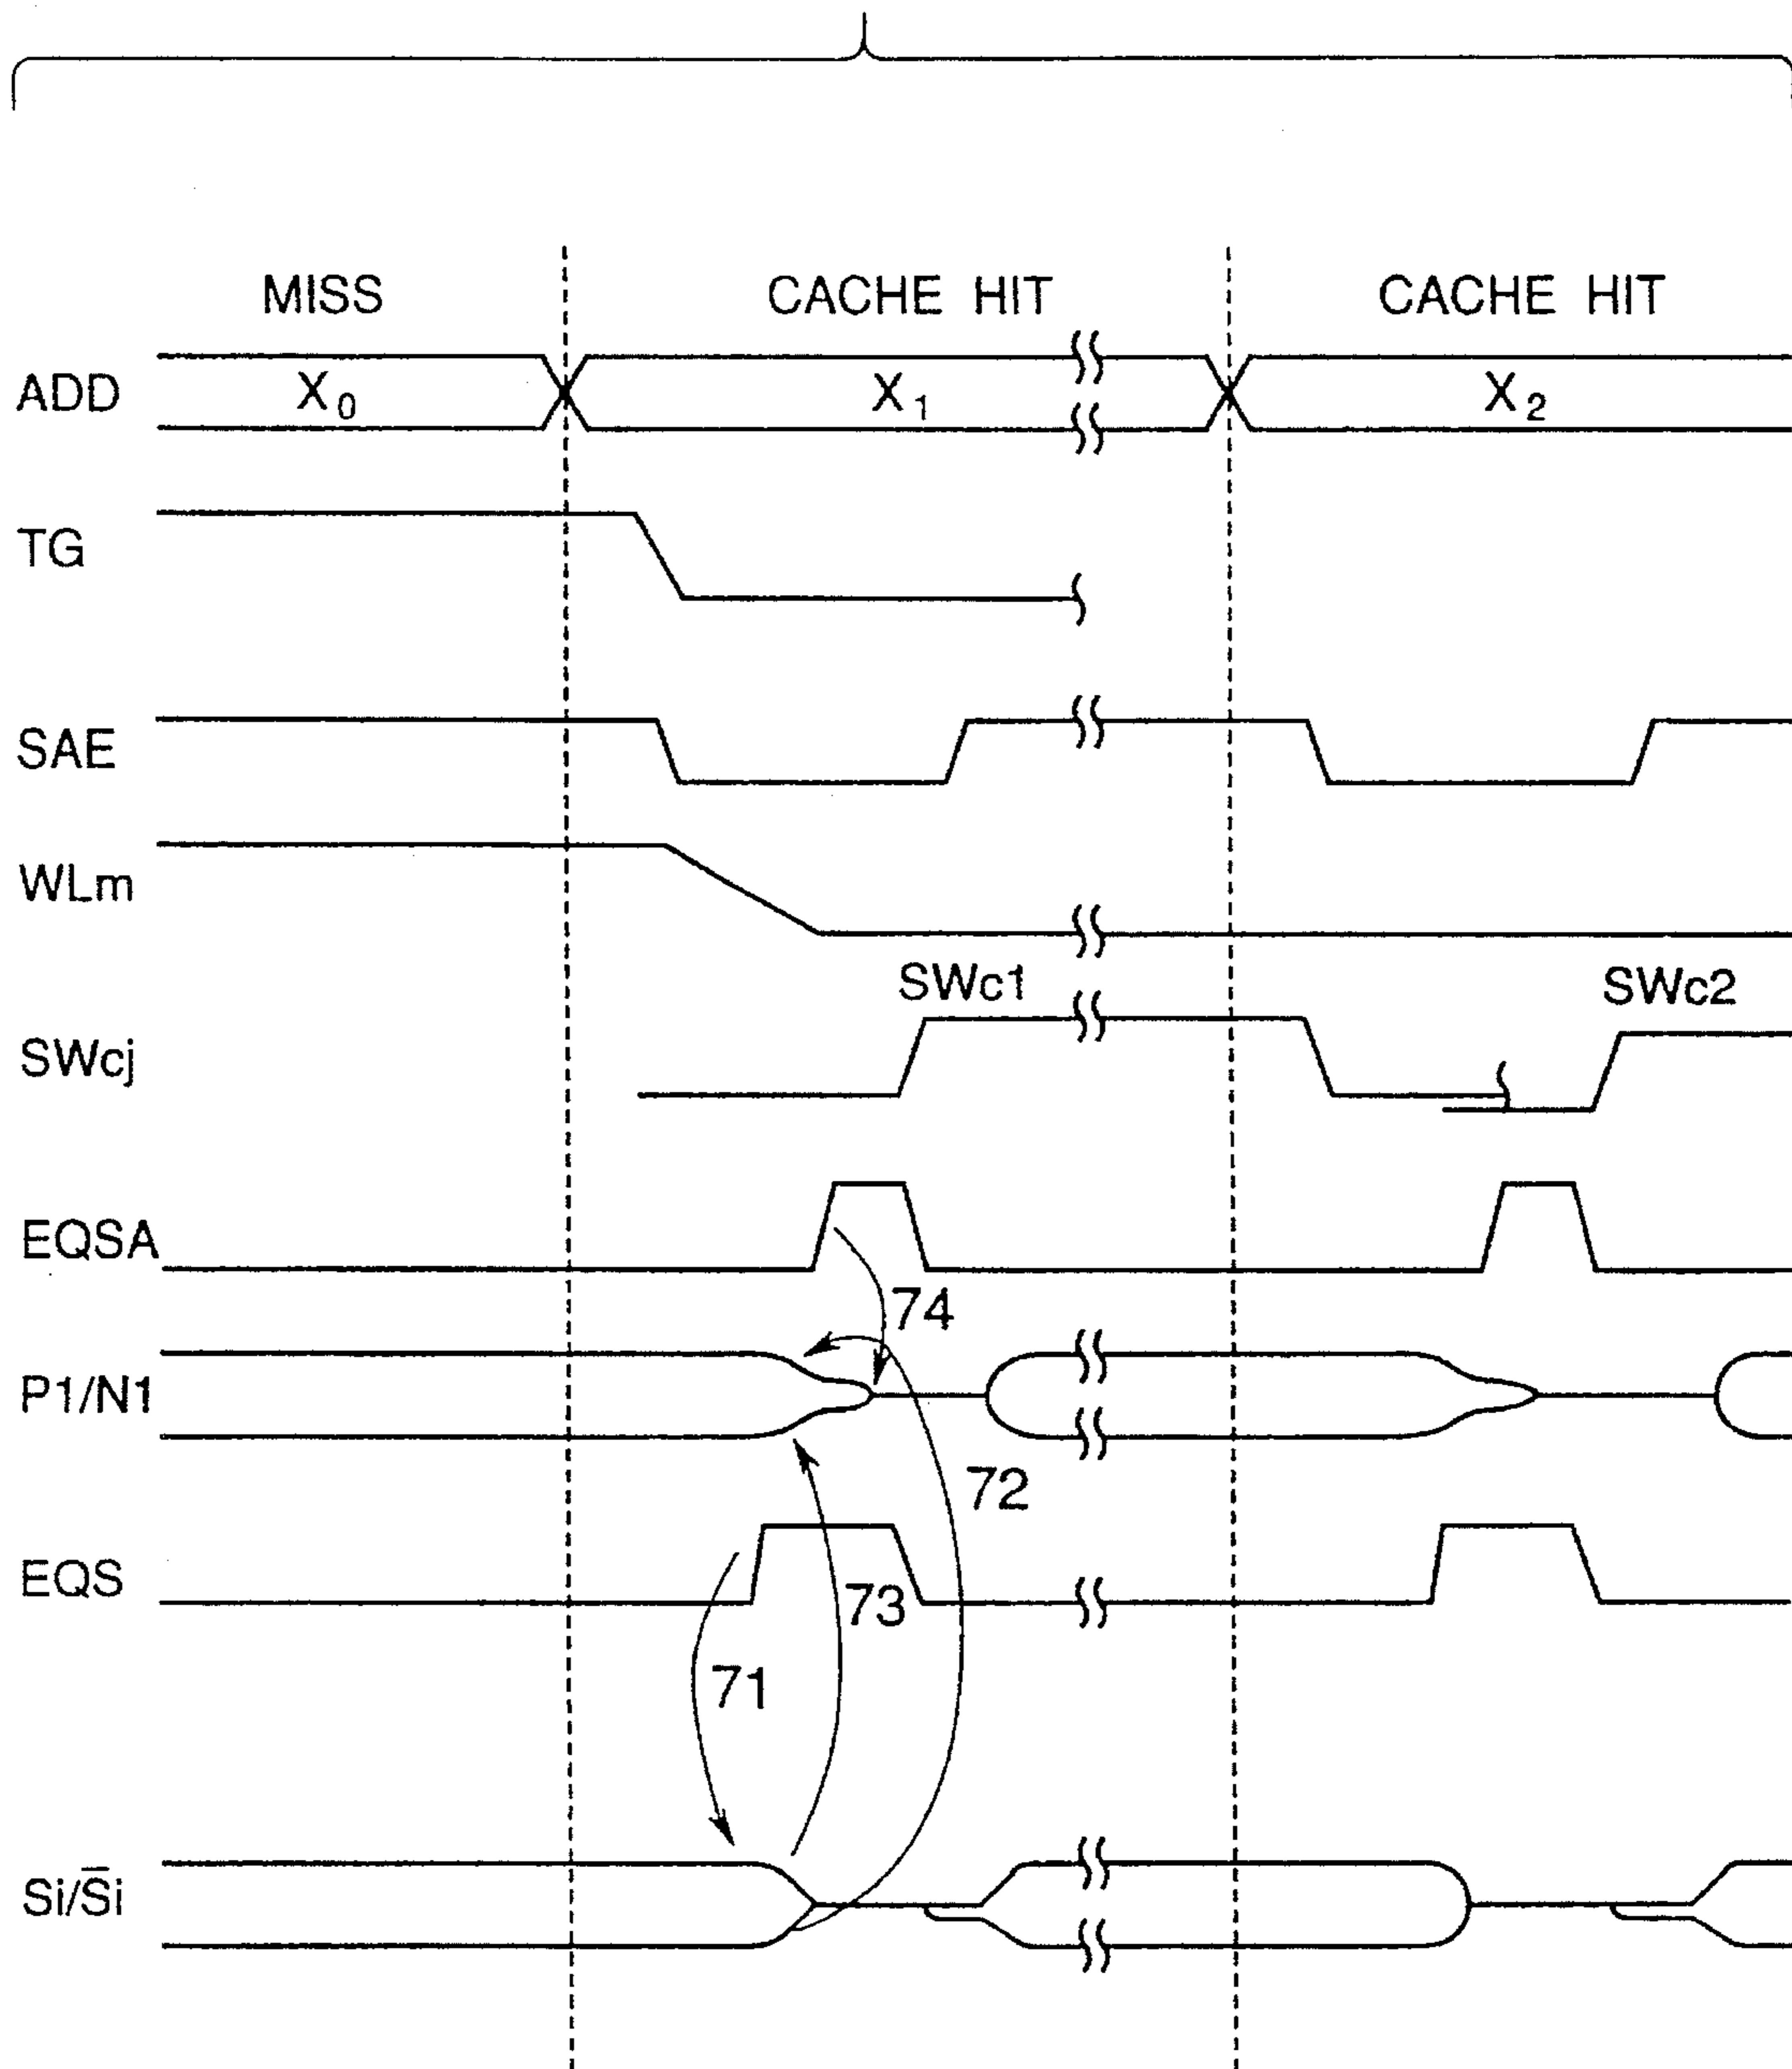 MISS CACHE HIT CACHE HIT
ADD X₀ X₁ X₂
TG
SAE
WLm
SWc1 SWc2
SWcj
EQSA
74
P1/N1
72
EQS
73
71
Si/S̅i